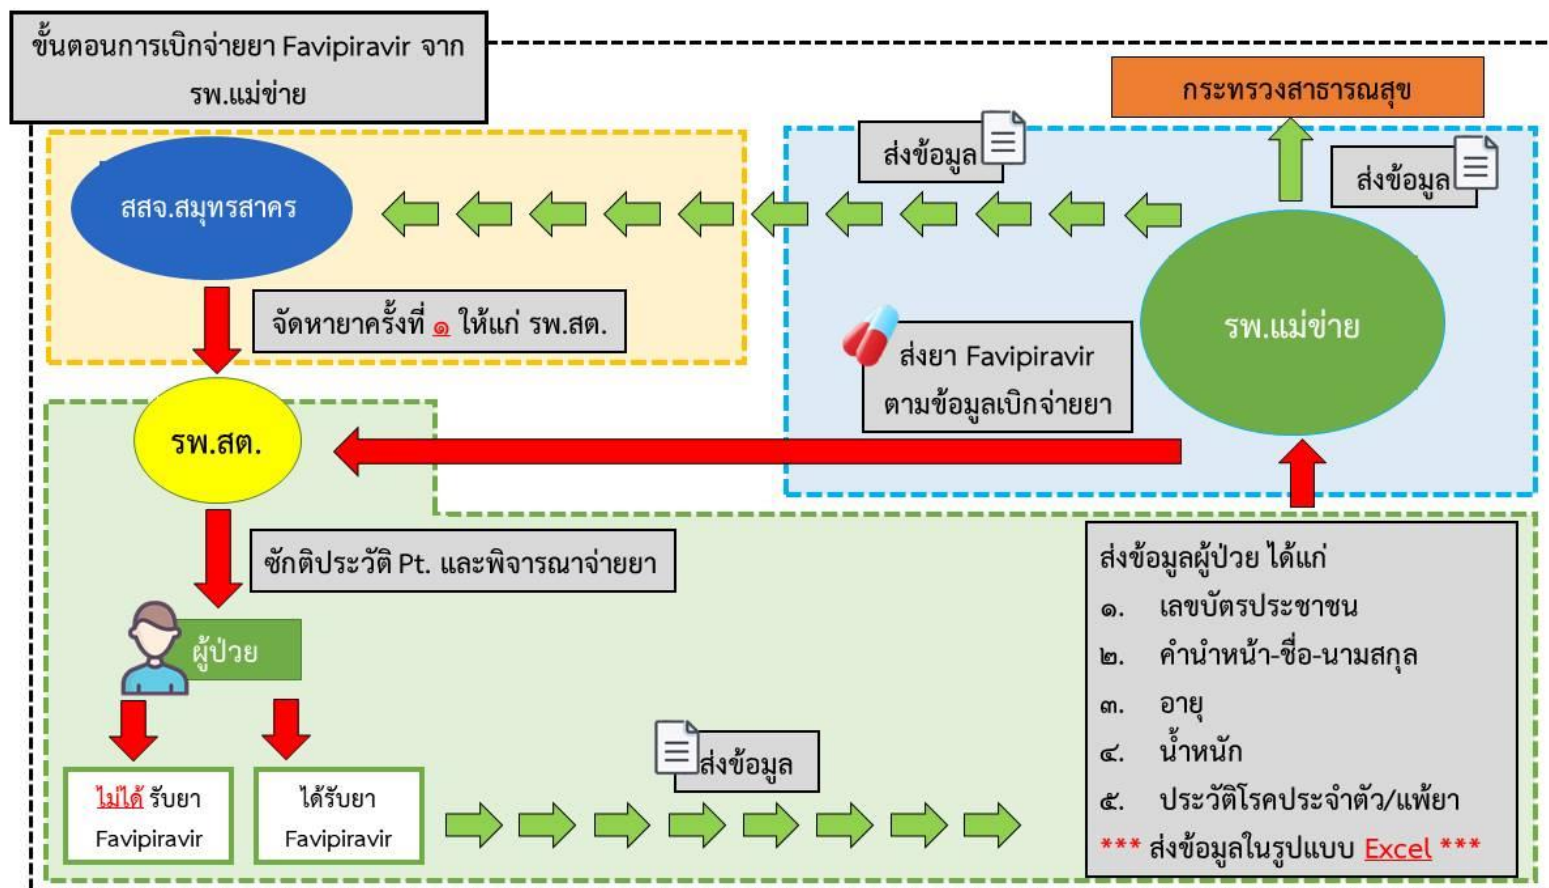 ขั้นตอนการเบิกจ่ายยา Favipiravir จาก
รพ.แม่ข่าย
กระทรวงสาธารณสุข
ส่งข้อมูล
ส่งข้อมูล
สสจ.สมุทรสาคร
จัดหายาครั้งที่ ๑ ให้แก่ รพ.สต.
รพ.แม่ข่าย
ส่งยา Favipiravir
ตามข้อมูลเบิกจ่ายยา
รพ.สต.
ซักติประวัติ Pt. และพิจารณาจ่ายยา
ผู้ป่วย
ไม่ได้ รับยา
Favipiravir
ได้รับยา
Favipiravir
ส่งข้อมูล
ส่งข้อมูลผู้ป่วย ได้แก่
๑. เลขบัตรประชาชน
๒. คำนำหน้า-ชื่อ-นามสกุล
๓. อายุ
๔. น้ำหนัก
๕. ประวัติโรคประจำตัว/แพ้ยา
*** ส่งข้อมูลในรูปแบบ Excel ***